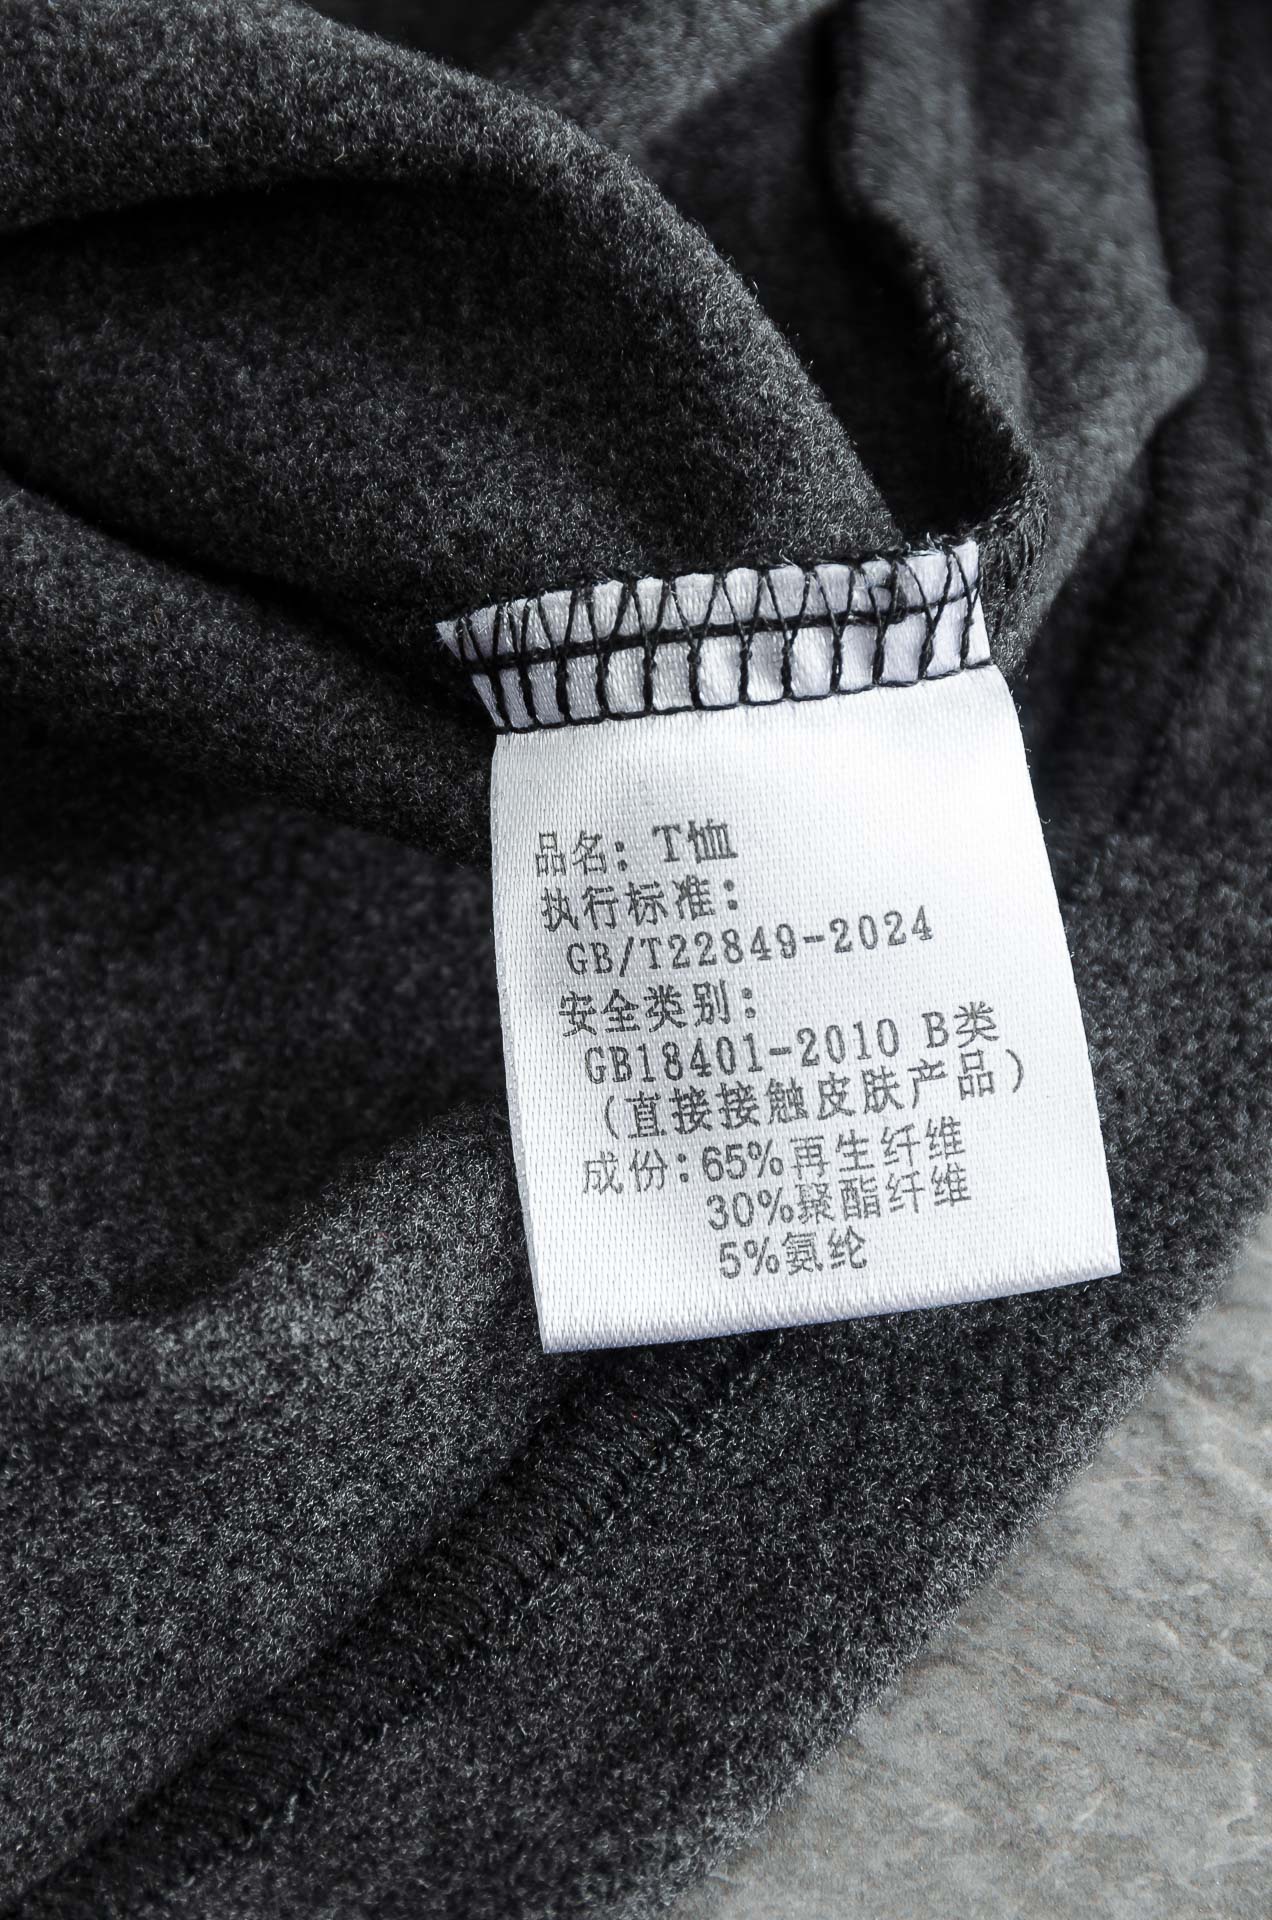 品名：T恤
执行标准：
GB/T22849-2024
安全类别：
GB18401-2010 B类
（直接接触皮肤产品）
成份：65%再生纤维
30%聚酯纤维
5%氨纶